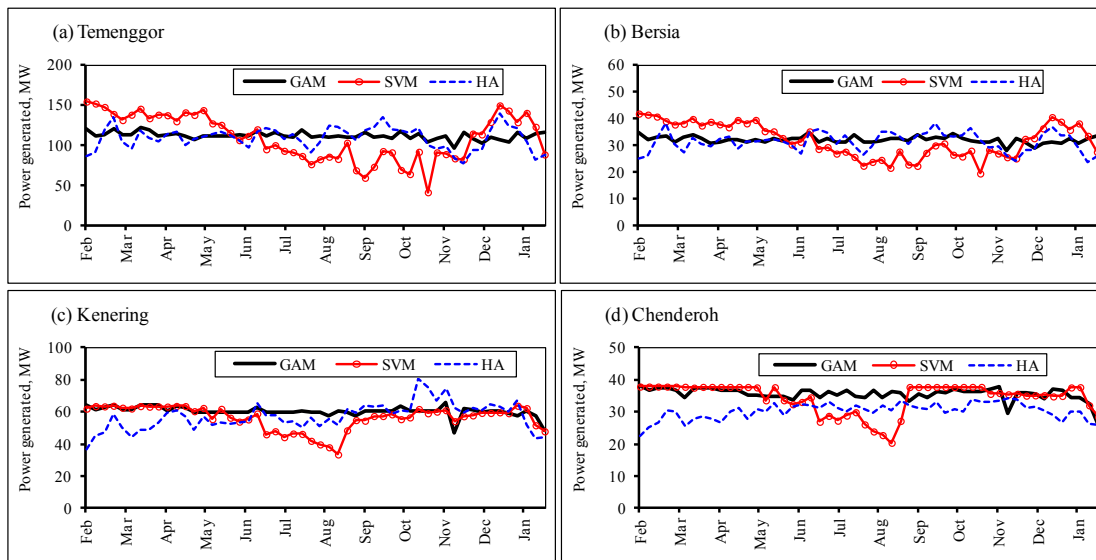 (a) Temenggor
Power generated, MW
200
150
100
50
0
GAM SVM HA
Feb Mar Apr May Jun Jul Aug Sep Oct Nov Dec Jan
(b) Bersia
Power generated, MW
60
50
40
30
20
10
0
GAM SVM HA
Feb Mar Apr May Jun Jul Aug Sep Oct Nov Dec Jan
(c) Kenering
Power generated, MW
100
80
60
40
20
0
GAM SVM HA
Feb Mar Apr May Jun Jul Aug Sep Oct Nov Dec Jan
(d) Chenderoh
Power generated, MW
50
40
30
20
10
0
GAM SVM HA
Feb Mar Apr May Jun Jul Aug Sep Oct Nov Dec Jan